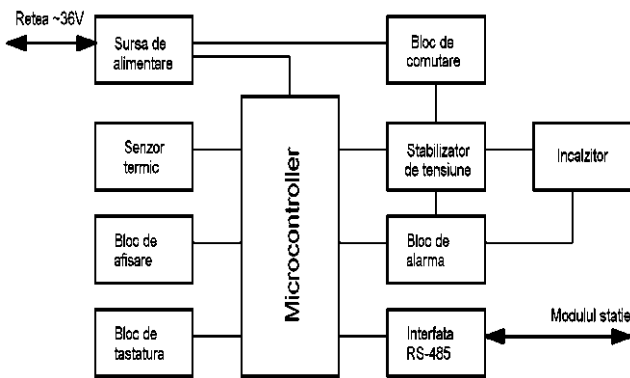 Retea ~36V
Sursa de
alimentare
Bloc de
comutare
Senzor
termic
Microcontroller
Stabilizator
de tensiune
Incalzitor
Bloc de
afisare
Bloc de
alarma
Bloc de
tastatura
Interfata
RS-485
Modulul statie